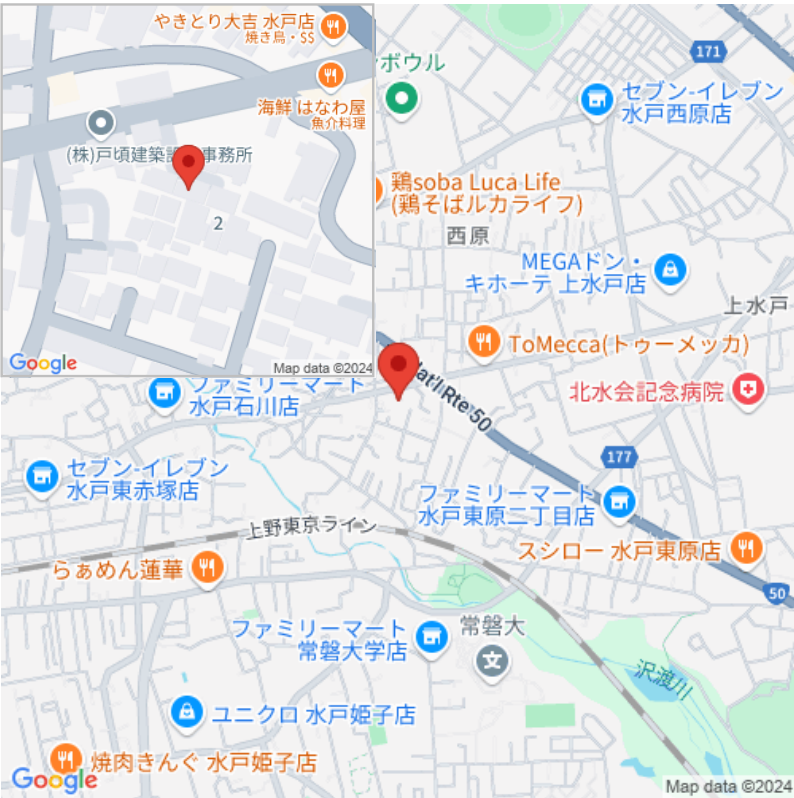 やきとり大吉 水戸店
焼き鳥・SS
海鮮 はなわ屋
魚介料理
(株)戸頃建築設
事務所
2
Google
Map data ©2024
ンボウル
171
セブン-イレブン
水戸西原店
鶏soba Luca Life
(鶏そばルカライフ)
西原
MEGAドン・
キホーテ 上水戸店
上水戸
ToMecca(トゥーメッカ)
Nat'l Rte 50
北水会記念病院
ファミリーマート
水戸石川店
177
セブン-イレブン
水戸東赤塚店
ファミリーマート
水戸東原二丁目店
上野東京ライン
スシロー 水戸東原店
らぁめん蓮華
50
ファミリーマート
常磐大学店
常磐大
文
沢渡川
ユニクロ 水戸姫子店
焼肉きんぐ 水戸姫子店
Google
Map data ©2024